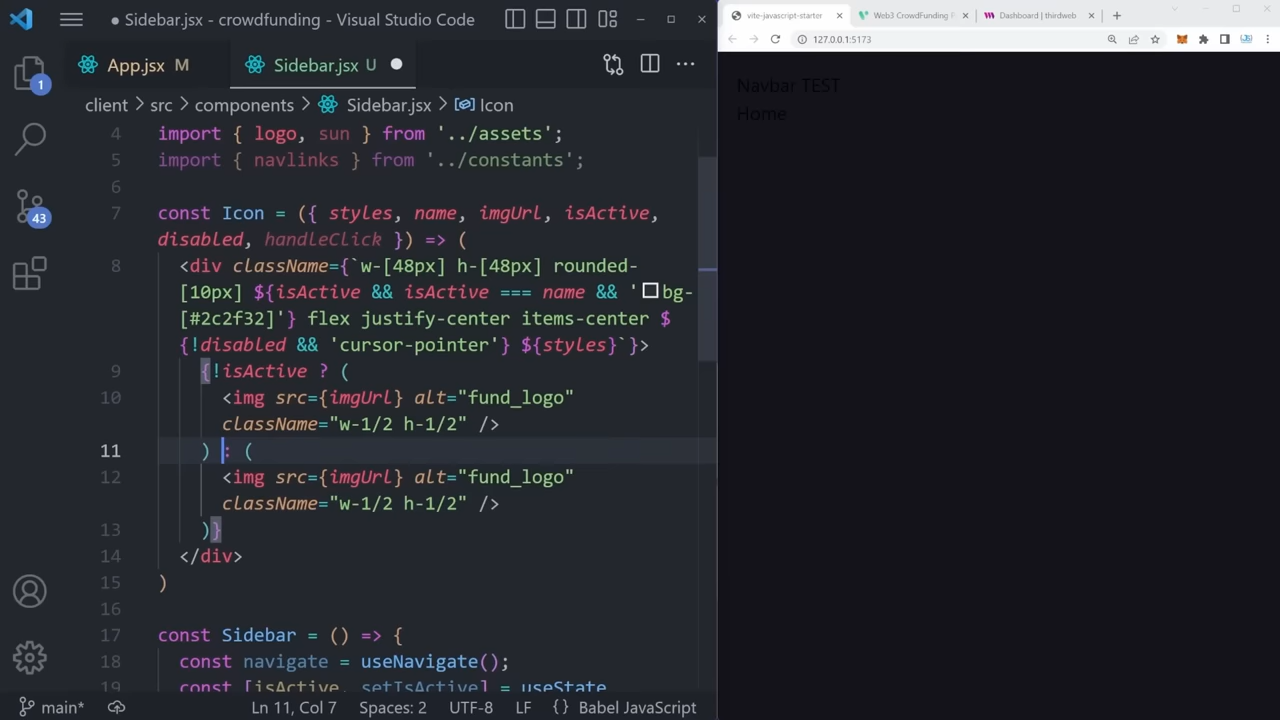 Sidebar.jsx - crowdfunding - Visual Studio Code
App.jsx M
Sidebar.jsx U
client > src > components > Sidebar.jsx > Icon
4 import { logo, sun } from '../assets';
5 import { navlinks } from '../constants';
6
7 const Icon = ({ styles, name, imgUrl, isActive,
disabled, handleClick }) => (
8 <div className={`w-[48px] h-[48px] rounded-
[10px] ${isActive && isActive === name && 'bg-
[#2c2f32]'} flex justify-center items-center $
{!disabled && 'cursor-pointer'} ${styles}`}>
9 {!isActive ? (
10 <img src={imgUrl} alt="fund_logo"
className="w-1/2 h-1/2" />
11 ) : (
12 <img src={imgUrl} alt="fund_logo"
className="w-1/2 h-1/2" />
13 )}
14 </div>
15 )
16
17 const Sidebar = () => {
18 const navigate = useNavigate();
19 const [isActive, setIsActive] = useState
1
43
main*
Ln 11, Col 7
Spaces: 2
UTF-8
LF
{} Babel JavaScript
vite-javascript-starter
Web3 CrowdFunding P
Dashboard | thirdweb
127.0.0.1:5173
Navbar TEST
Home